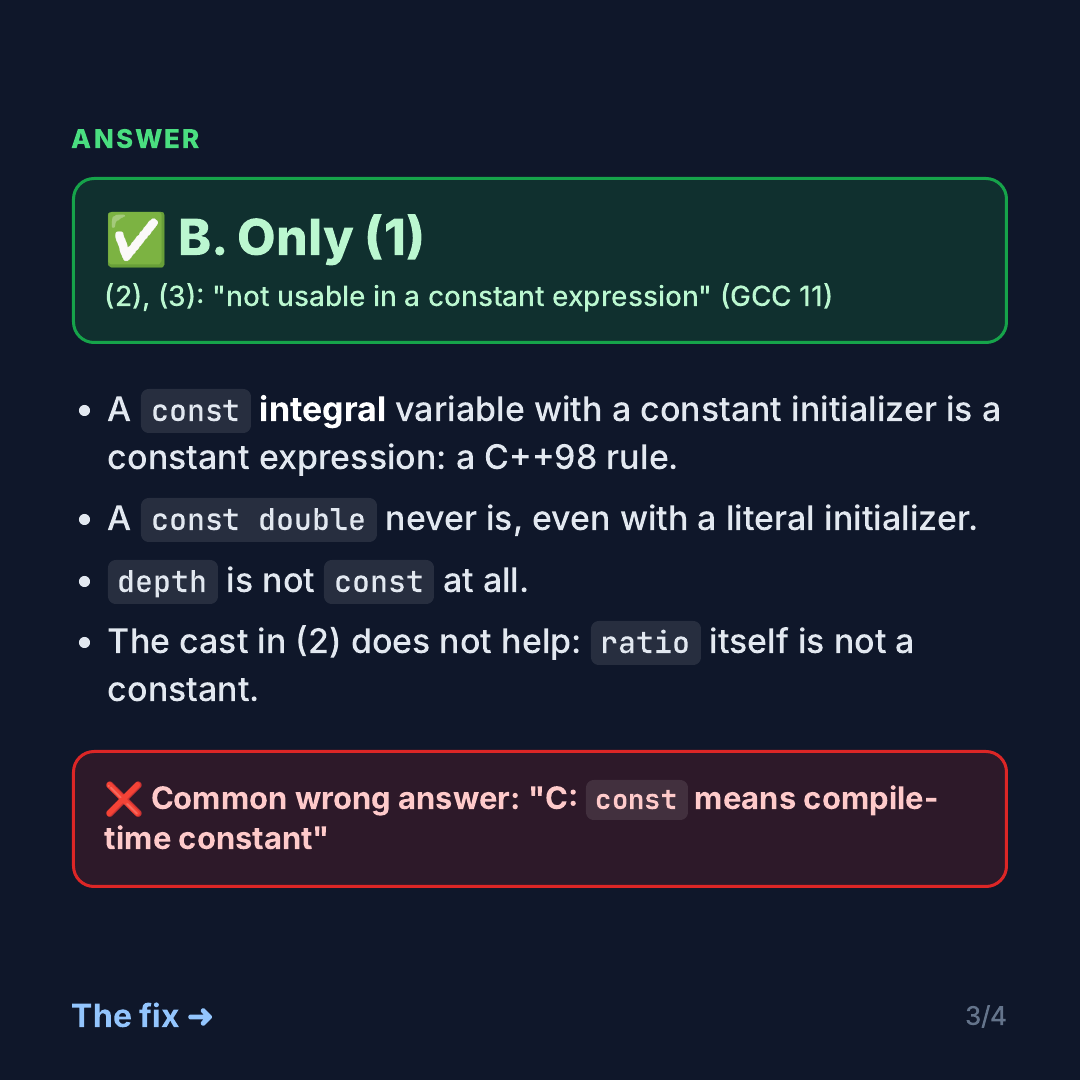 ANSWER
✅ B. Only (1)
(2), (3): "not usable in a constant expression" (GCC 11)
• A const integral variable with a constant initializer is a
constant expression: a C++98 rule.
• A const double never is, even with a literal initializer.
• depth is not const at all.
• The cast in (2) does not help: ratio itself is not a
constant.
❌ Common wrong answer: "C: const means compile-
time constant"
The fix ➜
3/4